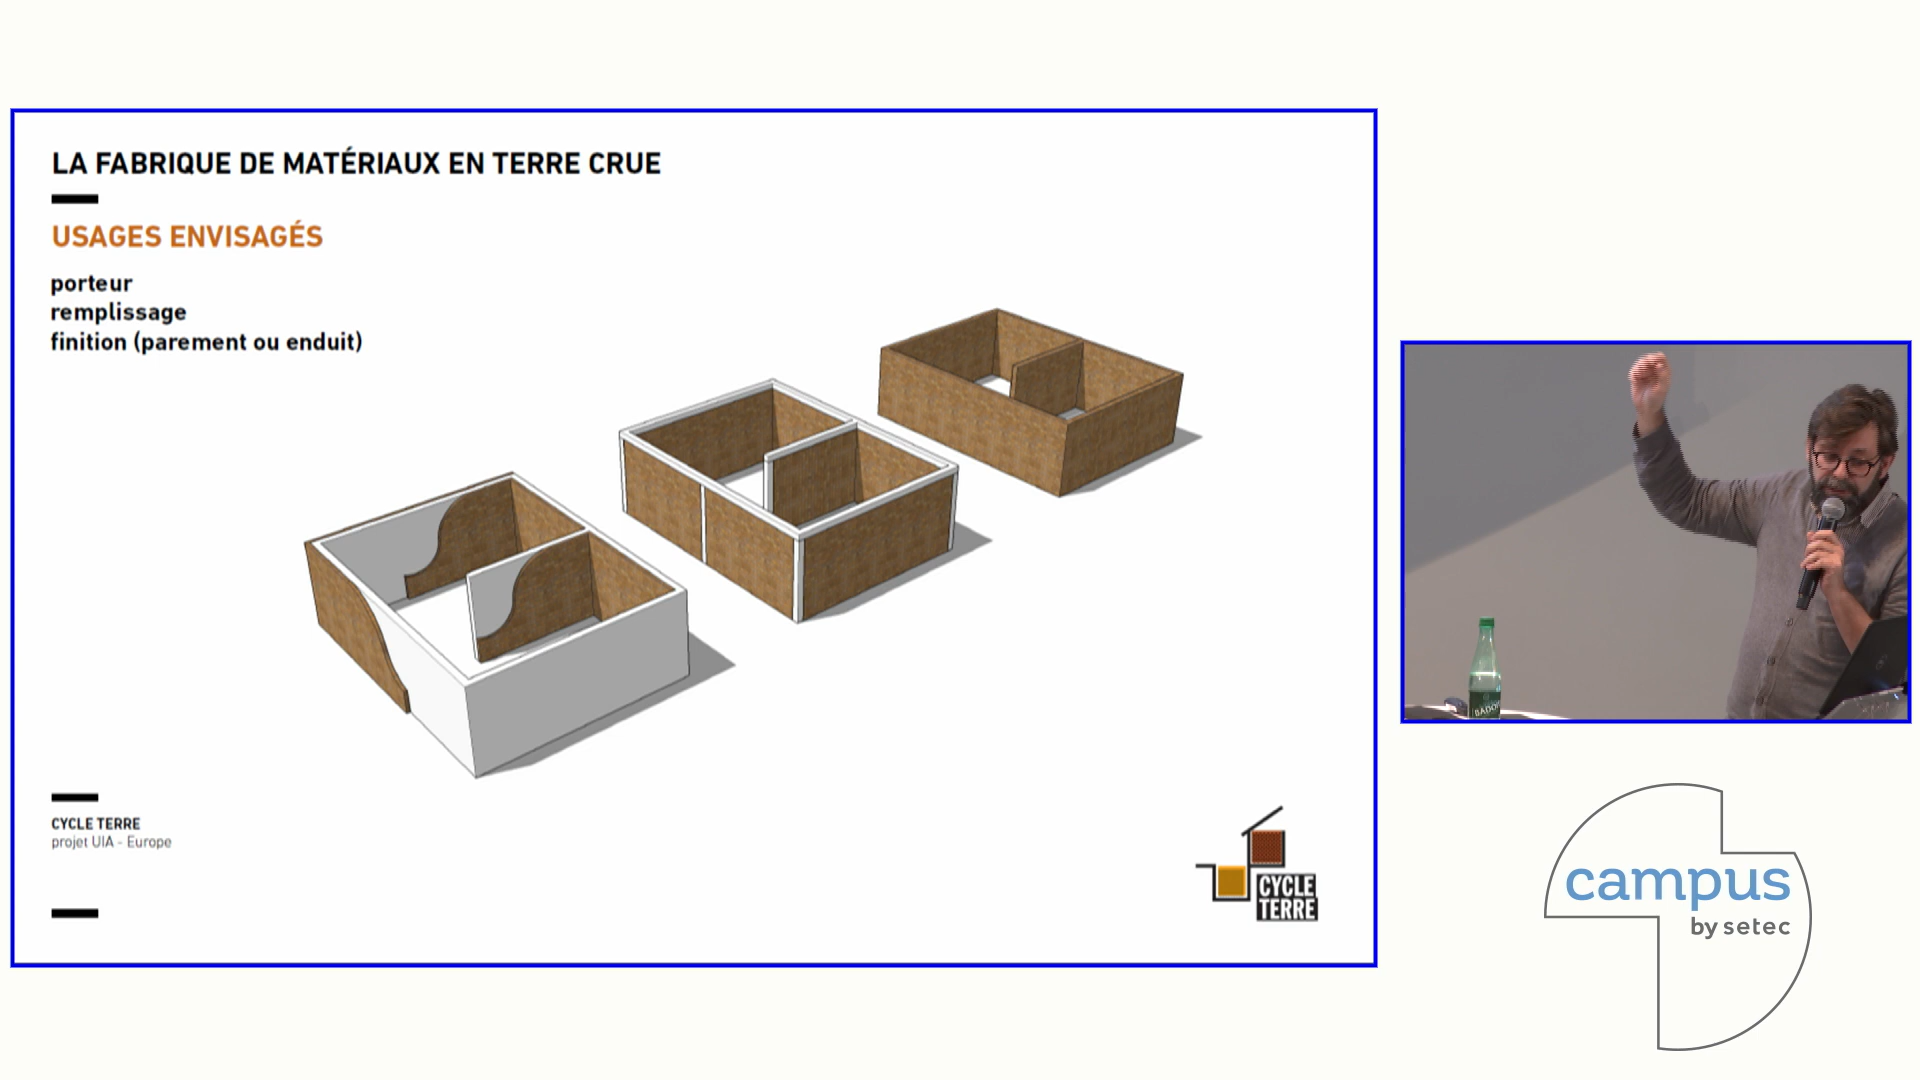 LA FABRIQUE DE MATÉRIAUX EN TERRE CRUE
USAGES ENVISAGÉS
porteur
remplissage
finition (parement ou enduit)
CYCLE TERRE
projet UIA - Europe
CYCLE
TERRE
BADOI
campus
by setec